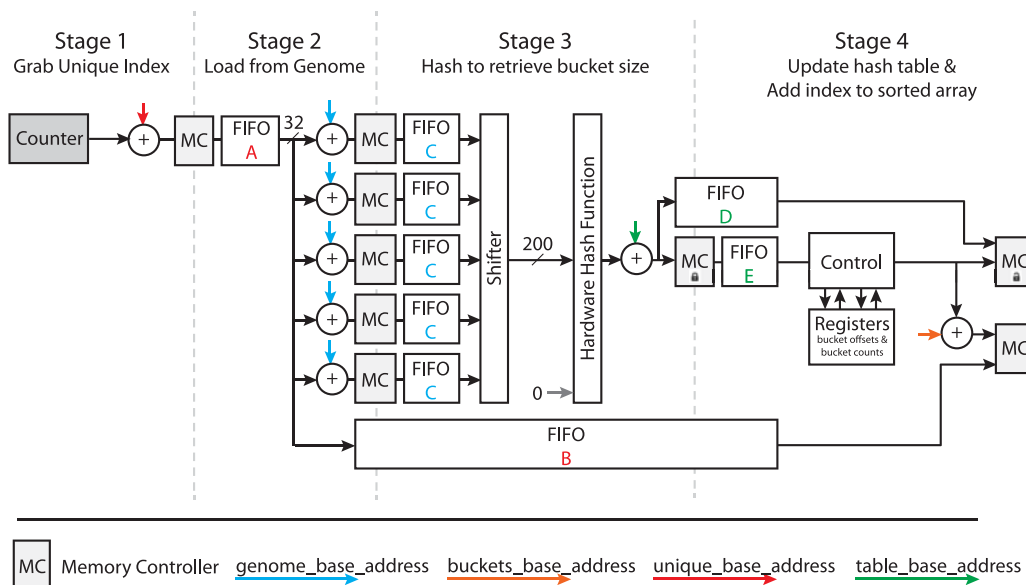 Stage 1
Grab Unique Index
Stage 2
Load from Genome
Stage 3
Hash to retrieve bucket size
Stage 4
Update hash table &
Add index to sorted array
Counter
+
MC
FIFO
A
32
+
MC
FIFO
C
+
MC
FIFO
C
+
MC
FIFO
C
+
MC
FIFO
C
+
MC
FIFO
C
Shifter
200
0
Hardware Hash Function
+
FIFO
D
MC
FIFO
E
Control
Registers
bucket offsets &
bucket counts
+
MC
MC
FIFO
B
MC
Memory Controller
genome_base_address
buckets_base_address
unique_base_address
table_base_address